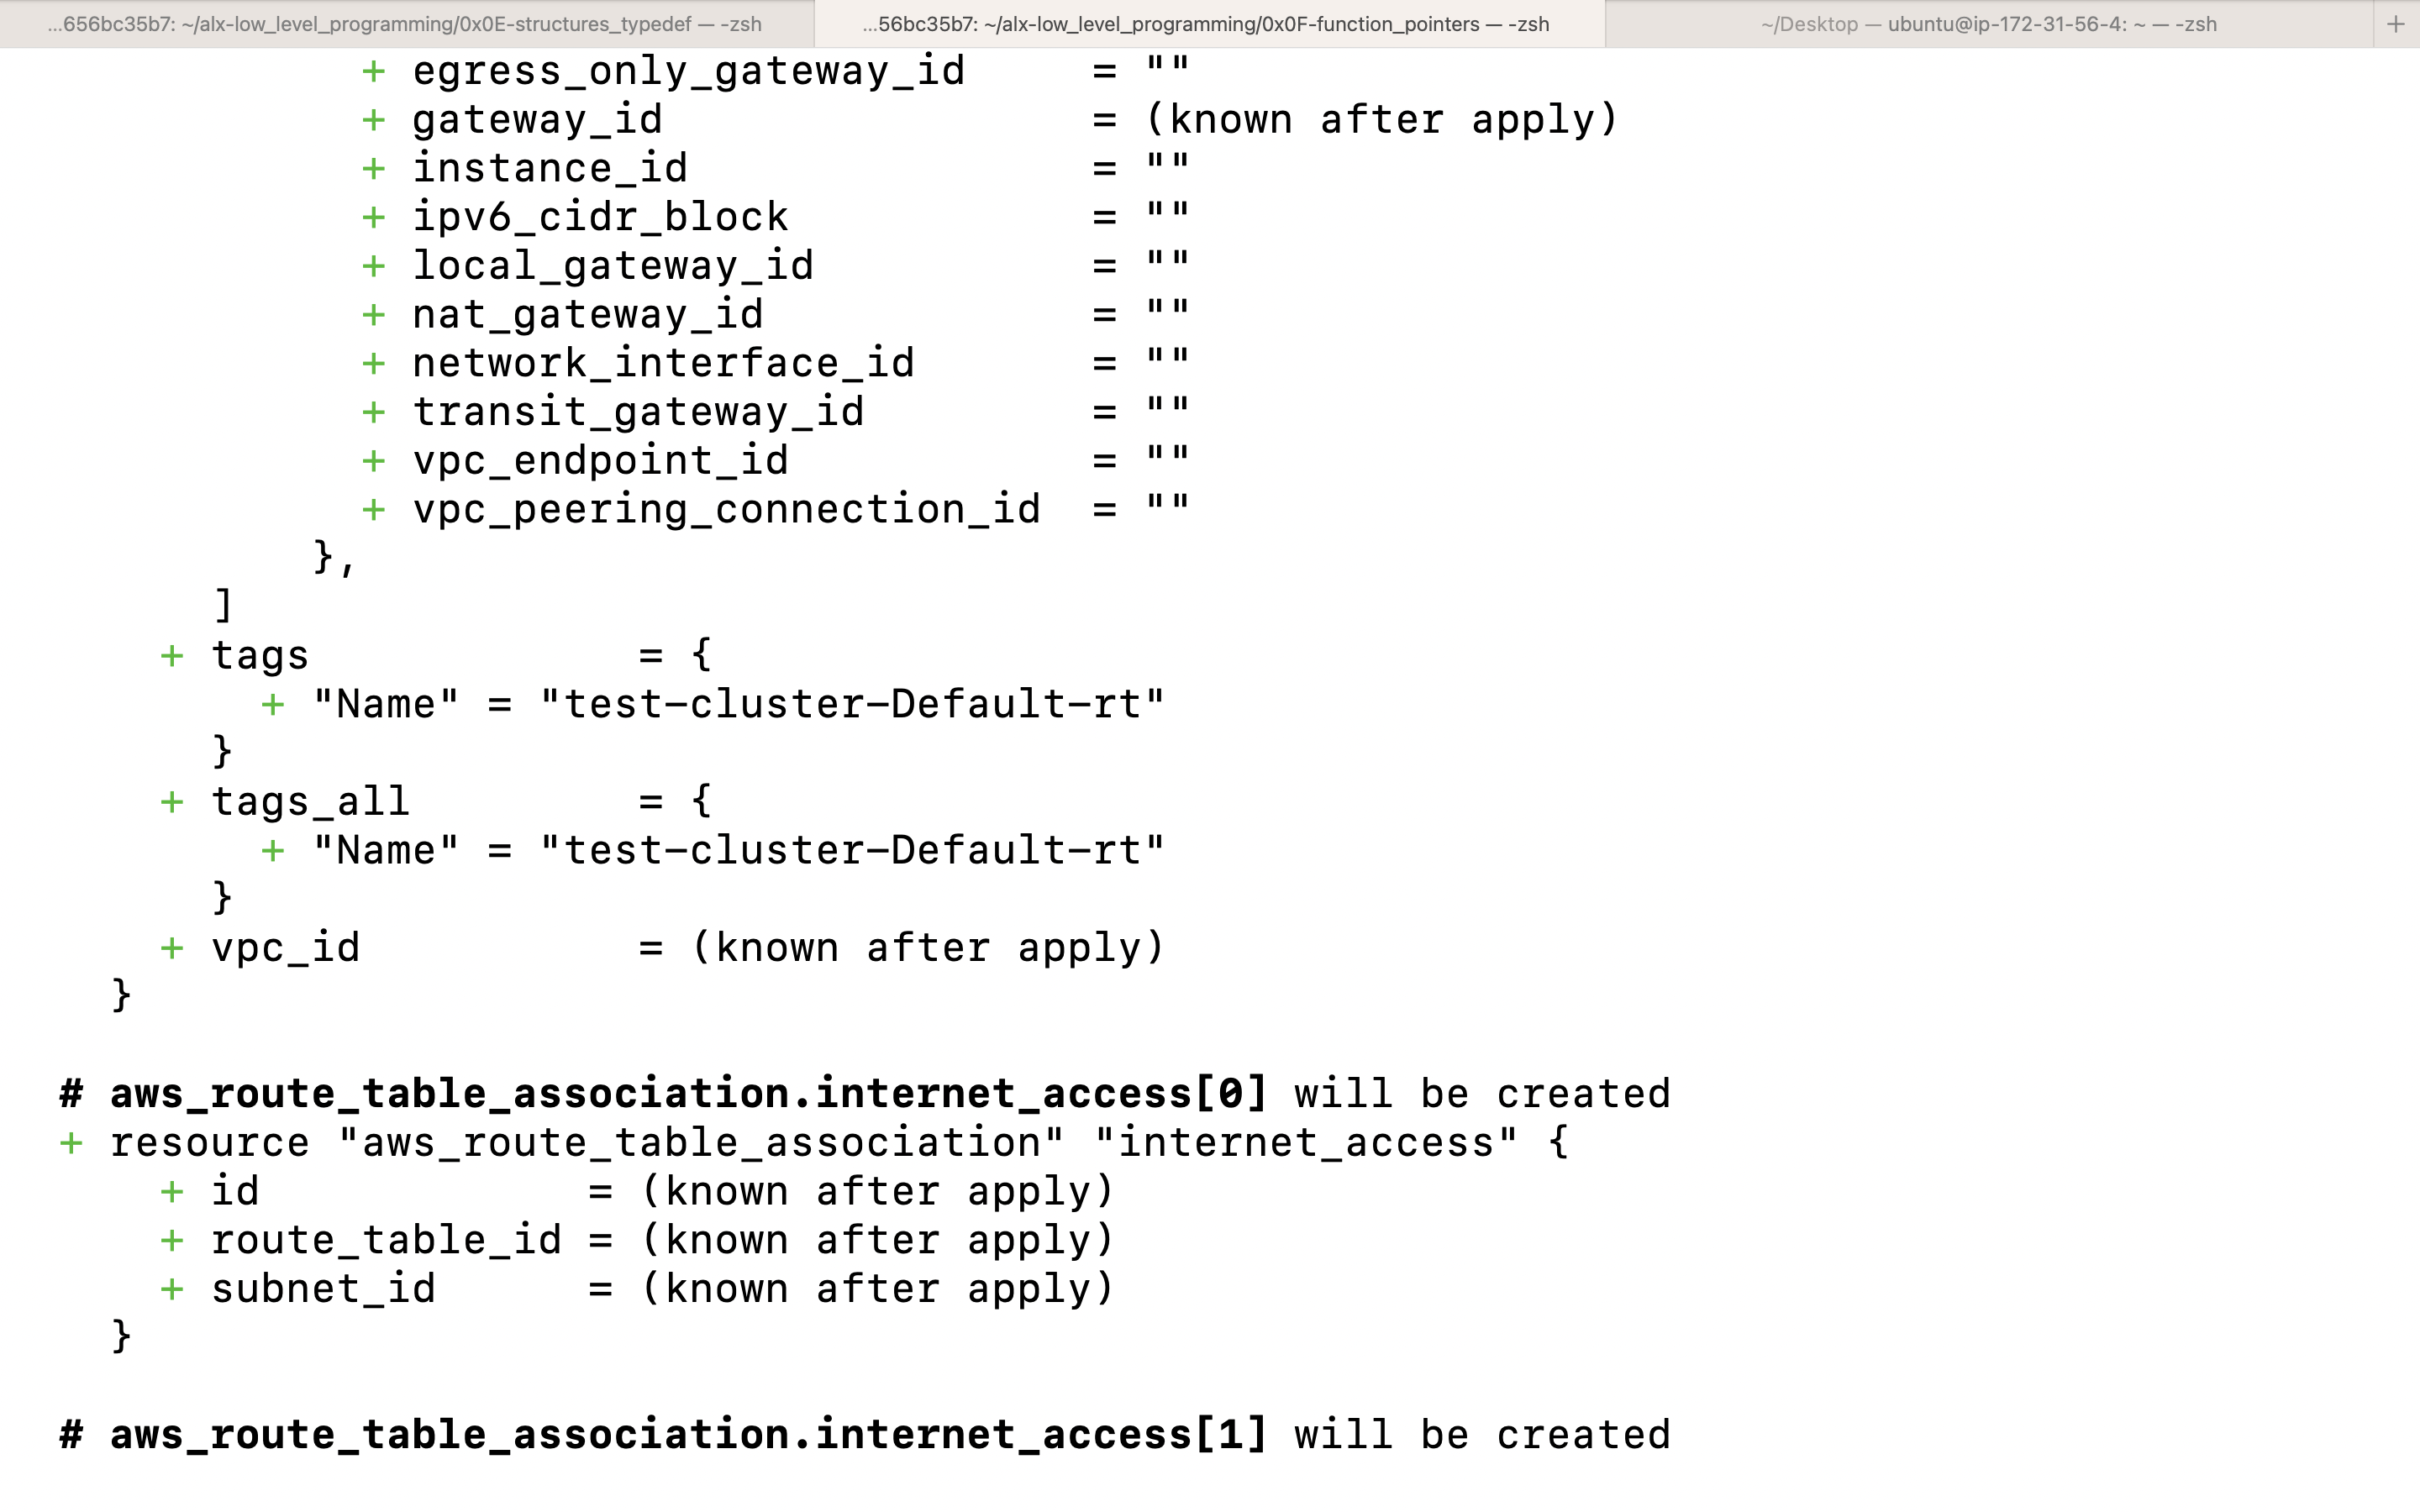 ...656bc35b7: ~/alx-low_level_programming/0x0E-structures_typedef — -zsh
...56bc35b7: ~/alx-low_level_programming/0x0F-function_pointers — -zsh
~/Desktop — ubuntu@ip-172-31-56-4: ~ — -zsh
+
+ egress_only_gateway_id = ""
+ gateway_id = (known after apply)
+ instance_id = ""
+ ipv6_cidr_block = ""
+ local_gateway_id = ""
+ nat_gateway_id = ""
+ network_interface_id = ""
+ transit_gateway_id = ""
+ vpc_endpoint_id = ""
+ vpc_peering_connection_id = ""
},
]
+ tags = {
+ "Name" = "test-cluster-Default-rt"
}
+ tags_all = {
+ "Name" = "test-cluster-Default-rt"
}
+ vpc_id = (known after apply)
}
# aws_route_table_association.internet_access[0] will be created
+ resource "aws_route_table_association" "internet_access" {
+ id = (known after apply)
+ route_table_id = (known after apply)
+ subnet_id = (known after apply)
}
# aws_route_table_association.internet_access[1] will be created